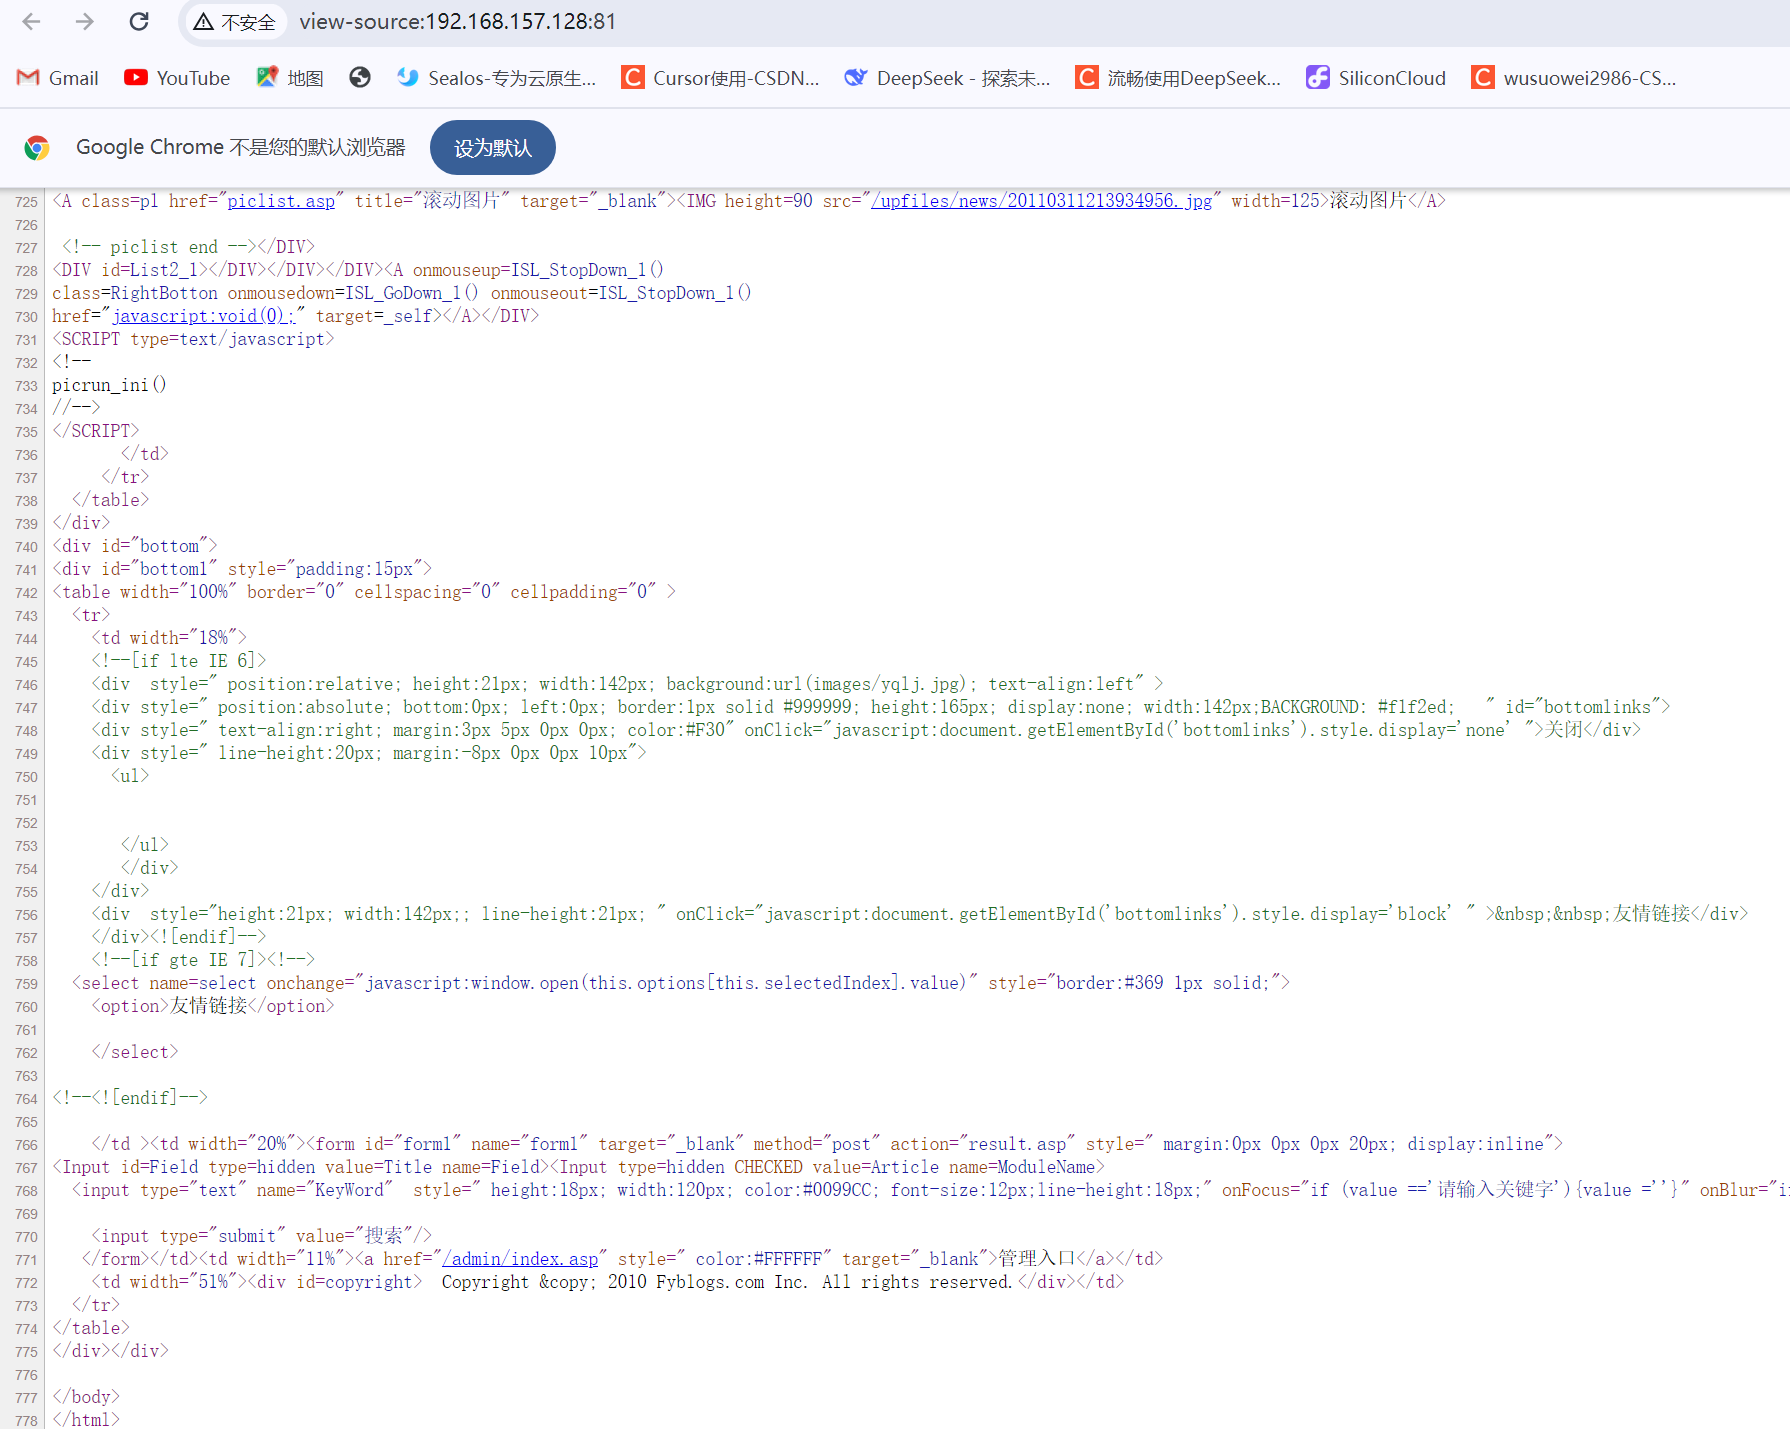 不安全 view-source:192.168.157.128:81
Gmail YouTube 地图 Sealos-专为云原生... Cursor使用-CSDN... DeepSeek - 探索未... 流畅使用DeepSeek... SiliconCloud wusuowei2986-CS...
Google Chrome 不是您的默认浏览器 设为默认
725 <A class=pl href="piclist.asp" title="滚动图片" target="_blank"><IMG height=90 src="/upfiles/news/20110311213934956.jpg" width=125>滚动图片</A>
726
727 <!-- piclist end --></DIV>
728 <DIV id=List2_1></DIV></DIV></DIV><A onmouseup=ISL_StopDown_1()
729 class=RightBotton onmousedown=ISL_GoDown_1() onmouseout=ISL_StopDown_1()
730 href="javascript:void(0);" target=_self></A></DIV>
731 <SCRIPT type=text/javascript>
732 <!--
733 picrun_ini()
734 //-->
735 </SCRIPT>
736 </td>
737 </tr>
738 </table>
739 </div>
740 <div id="bottom">
741 <div id="bottom1" style="padding:15px">
742 <table width="100%" border="0" cellspacing="0" cellpadding="0" >
743 <tr>
744 <td width="18%">
745 <!--[if lte IE 6]>
746 <div  style=" position:relative; height:21px; width:142px; background:url(images/yqlj.jpg); text-align:left" >
747 <div style=" position:absolute; bottom:0px; left:0px; border:1px solid #999999; height:165px; display:none; width:142px;BACKGROUND: #f1f2ed;   " id="bottomlinks">
748 <div style=" text-align:right; margin:3px 5px 0px 0px; color:#F30" onClick="javascript:document.getElementById('bottomlinks').style.display='none' ">关闭</div>
749 <div style=" line-height:20px; margin:-8px 0px 0px 10px">
750 <ul>
751
752
753 </ul>
754 </div>
755 </div>
756 <div  style="height:21px; width:142px;; line-height:21px; " onClick="javascript:document.getElementById('bottomlinks').style.display='block' " >&nbsp;&nbsp;友情链接</div>
757 </div><![endif]-->
758 <!--[if gte IE 7]><!-->
759 <select name=select onchange="javascript:window.open(this.options[this.selectedIndex].value)" style="border:#369 1px solid;">
760 <option>友情链接</option>
761
762 </select>
763
764 <!--<![endif]-->
765
766 </td ><td width="20%"><form id="form1" name="form1" target="_blank" method="post" action="result.asp" style=" margin:0px 0px 0px 20px; display:inline">
767 <Input id=Field type=hidden value=Title name=Field><Input type=hidden CHECKED value=Article name=ModuleName>
768 <input type="text" name="KeyWord"  style=" height:18px; width:120px; color:#0099CC; font-size:12px;line-height:18px;" onFocus="if (value =='请输入关键字'){value =''}" onBlur="i
769
770 <input type="submit" value="搜索"/>
771 </form></td><td width="11%"><a href="/admin/index.asp" style=" color:#FFFFFF" target="_blank">管理入口</a></td>
772 <td width="51%"><div id=copyright>  Copyright &copy; 2010 Fyblogs.com Inc. All rights reserved.</div></td>
773 </tr>
774 </table>
775 </div></div>
776
777 </body>
778 </html>